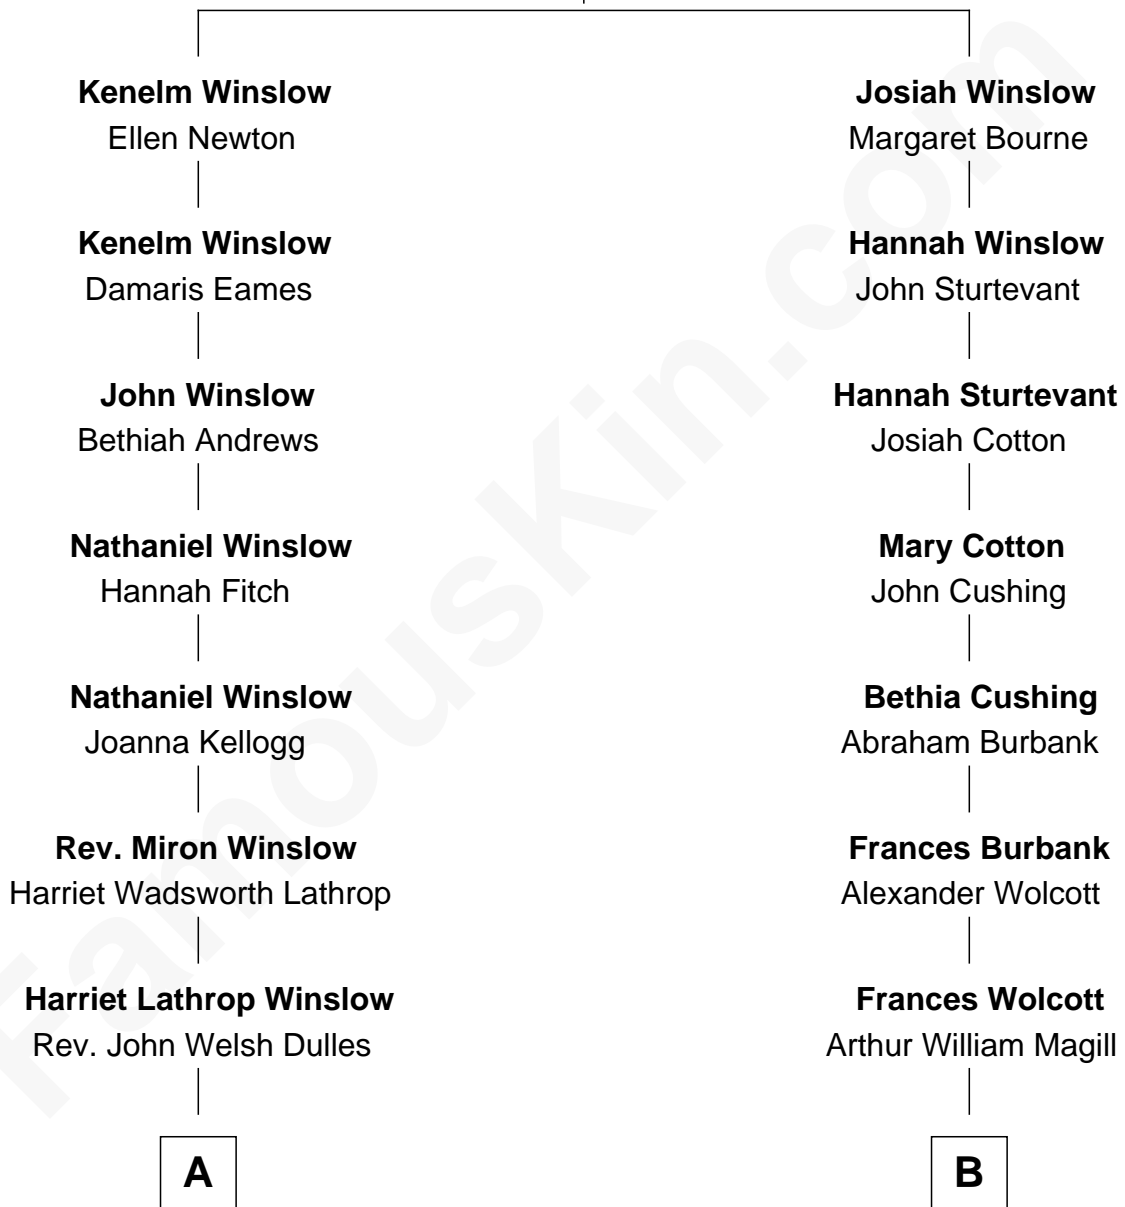 Kenelm Winslow
Ellen Newton
Kenelm Winslow
Damaris Eames
John Winslow
Bethiah Andrews
Nathaniel Winslow
Hannah Fitch
Nathaniel Winslow
Joanna Kellogg
Rev. Miron Winslow
Harriet Wadsworth Lathrop
Harriet Lathrop Winslow
Rev. John Welsh Dulles
A
Josiah Winslow
Margaret Bourne
Hannah Winslow
John Sturtevant
Hannah Sturtevant
Josiah Cotton
Mary Cotton
John Cushing
Bethia Cushing
Abraham Burbank
Frances Burbank
Alexander Wolcott
Frances Wolcott
Arthur William Magill
B
FamousKin.com